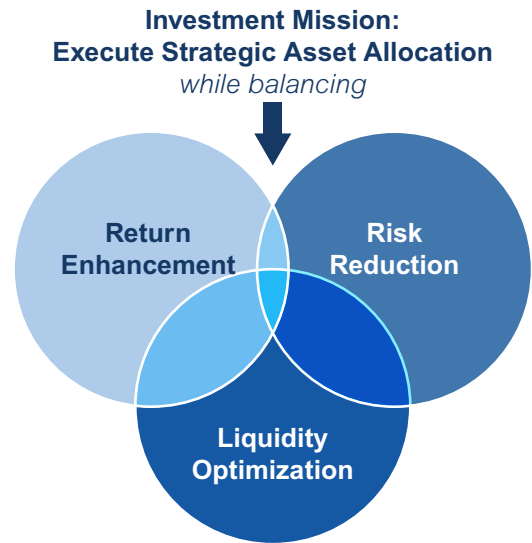 Investment Mission:
Execute Strategic Asset Allocation
while balancing
Return
Enhancement
Risk
Reduction
Liquidity
Optimization